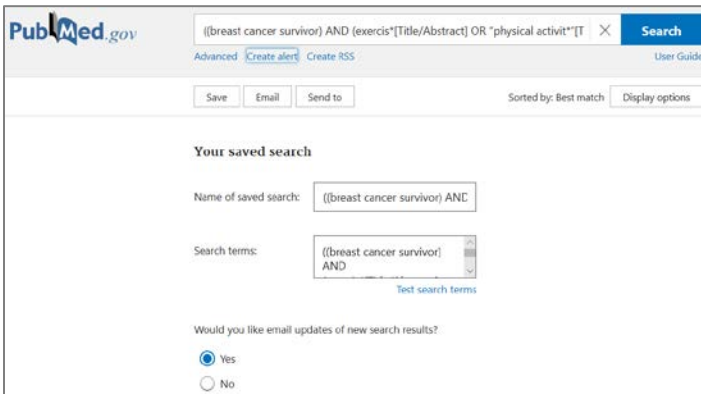 PubMed.gov
((breast cancer survivor) AND (exercis*[Title/Abstract] OR "physical activit*"[T
Search
Advanced Create alert Create RSS User Guide
Save Email Send to Sorted by: Best match Display options
Your saved search
Name of saved search: ((breast cancer survivor) AND
Search terms: ((breast cancer survivor)
AND
Test search terms
Would you like email updates of new search results?
Yes
No